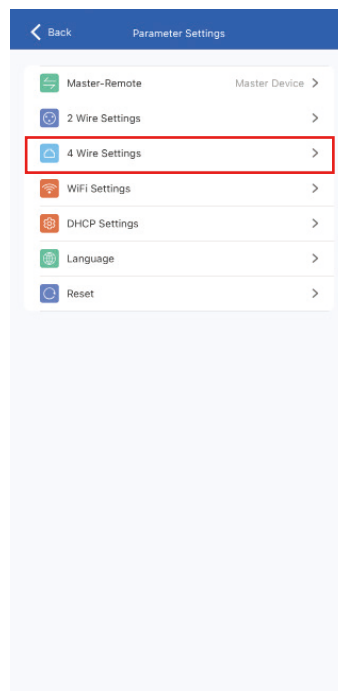 Back Parameter Settings
Master-Remote Master Device
2 Wire Settings
4 Wire Settings
WiFi Settings
DHCP Settings
Language
Reset